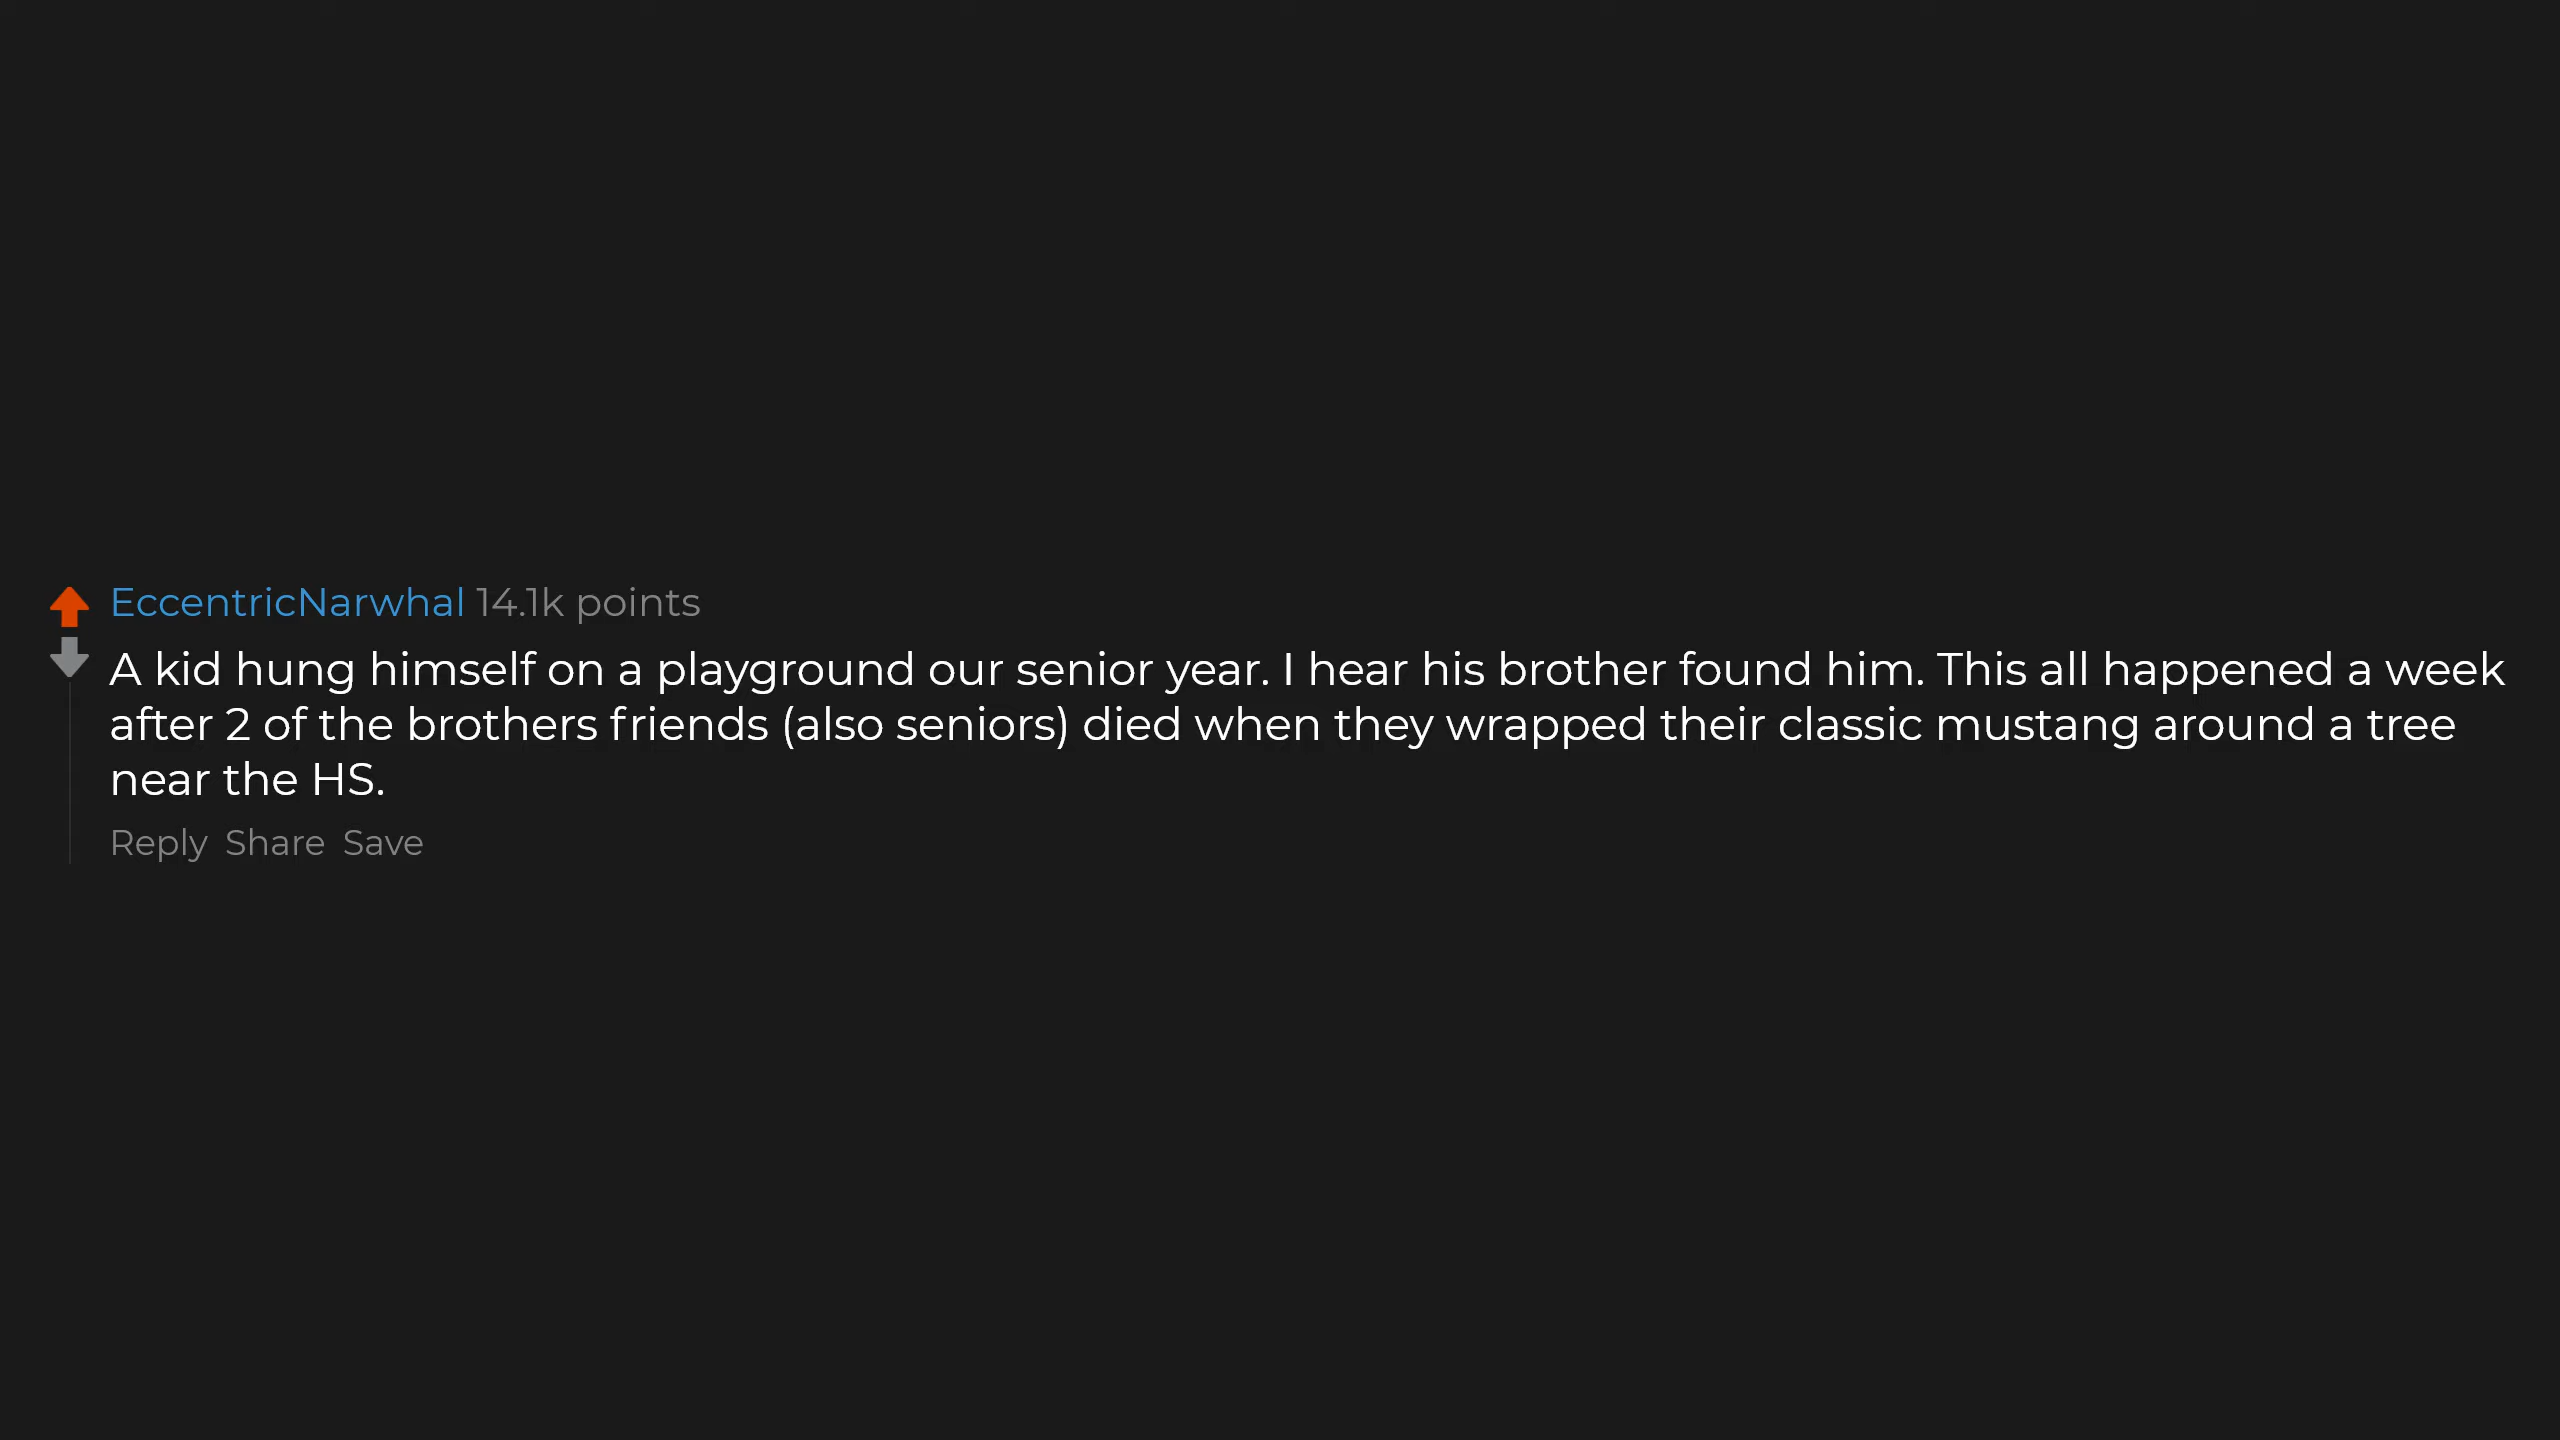 EccentricNarwhal 14.1k points
A kid hung himself on a playground our senior year. I hear his brother found him. This all happened a week
after 2 of the brothers friends (also seniors) died when they wrapped their classic mustang around a tree
near the HS.
Reply Share Save